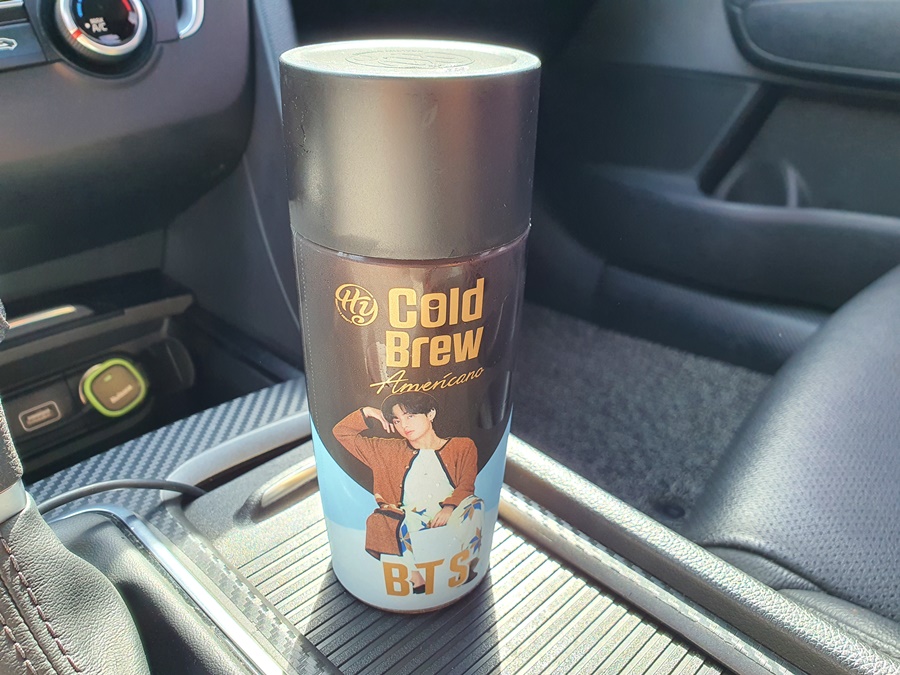 A/C
Hy Cold
Brew
Americano
BTS